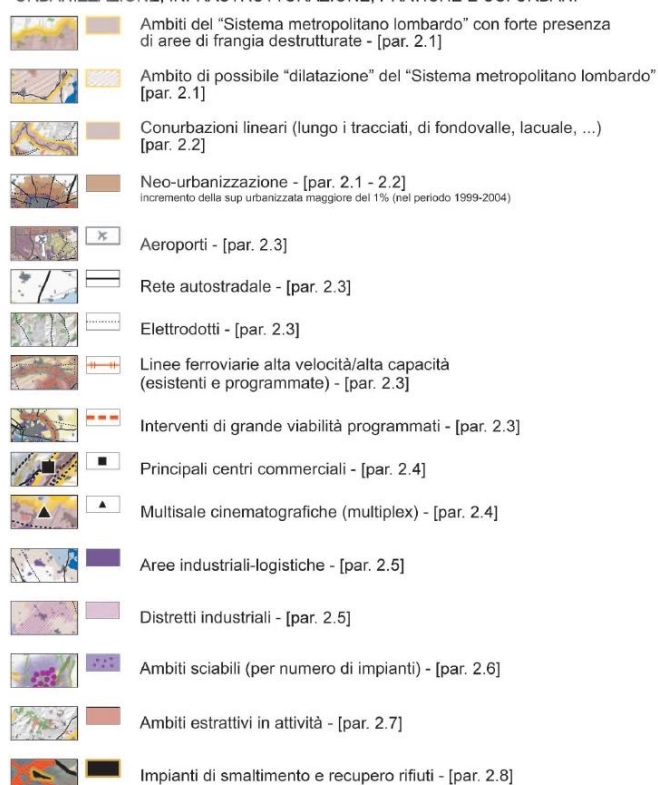 Ambiti del “Sistema metropolitano lombardo” con forte presenza
di aree di frangia destrutturate - [par. 2.1]
Ambito di possibile “dilatazione” del “Sistema metropolitano lombardo”
[par. 2.1]
Conurbazioni lineari (lungo i tracciati, di fondovalle, lacuale, ...)
[par. 2.2]
Neo-urbanizzazione - [par. 2.1 - 2.2]
incremento della sup urbanizzata maggiore del 1% (nel periodo 1999-2004)
Aeroporti - [par. 2.3]
Rete autostradale - [par. 2.3]
Elettrodotti - [par. 2.3]
Linee ferroviarie alta velocità/alta capacità
(esistenti e programmate) - [par. 2.3]
Interventi di grande viabilità programmati - [par. 2.3]
Principali centri commerciali - [par. 2.4]
Multisale cinematografiche (multiplex) - [par. 2.4]
Aree industriali-logistiche - [par. 2.5]
Distretti industriali - [par. 2.5]
Ambiti sciabili (per numero di impianti) - [par. 2.6]
Ambiti estrattivi in attività - [par. 2.7]
Impianti di smaltimento e recupero rifiuti - [par. 2.8]